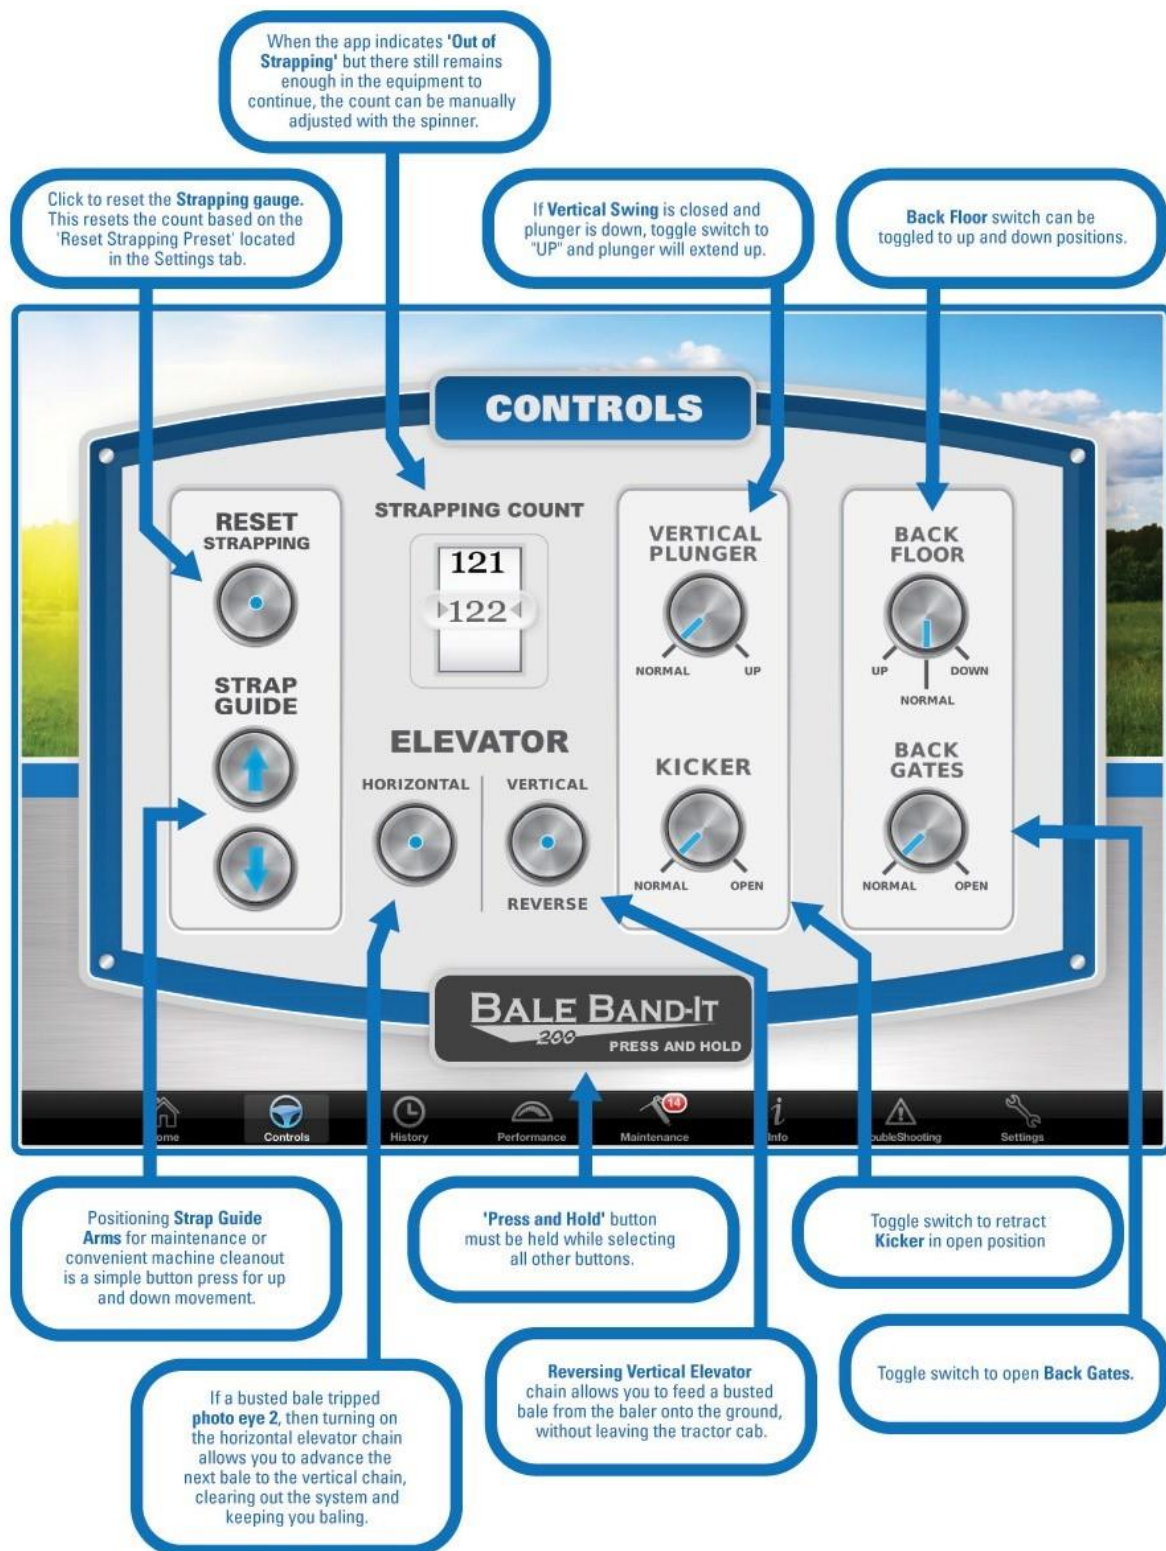 When the app indicates 'Out of
Strapping' but there still remains
enough in the equipment to
continue, the count can be manually
adjusted with the spinner.
Click to reset the Strapping gauge.
This resets the count based on the
'Reset Strapping Preset' located
in the Settings tab.
If Vertical Swing is closed and
plunger is down, toggle switch to
"UP" and plunger will extend up.
Back Floor switch can be
toggled to up and down positions.
CONTROLS
RESET
STRAPPING
STRAPPING COUNT
121
122
VERTICAL
PLUNGER
NORMAL
UP
BACK
FLOOR
UP
DOWN
NORMAL
STRAP
GUIDE
ELEVATOR
HORIZONTAL
VERTICAL
REVERSE
KICKER
NORMAL
OPEN
BACK
GATES
NORMAL
OPEN
BALE BAND-IT
200
PRESS AND HOLD
ome
Controls
History
Performance
14
Maintenance
Info
oubleShooting
Settings
Positioning Strap Guide
Arms for maintenance or
convenient machine cleanout
is a simple button press for up
and down movement.
'Press and Hold' button
must be held while selecting
all other buttons.
Toggle switch to retract
Kicker in open position
If a busted bale tripped
photo eye 2, then turning on
the horizontal elevator chain
allows you to advance the
next bale to the vertical chain,
clearing out the system and
keeping you baling.
Reversing Vertical Elevator
chain allows you to feed a busted
bale from the baler onto the ground,
without leaving the tractor cab.
Toggle switch to open Back Gates.